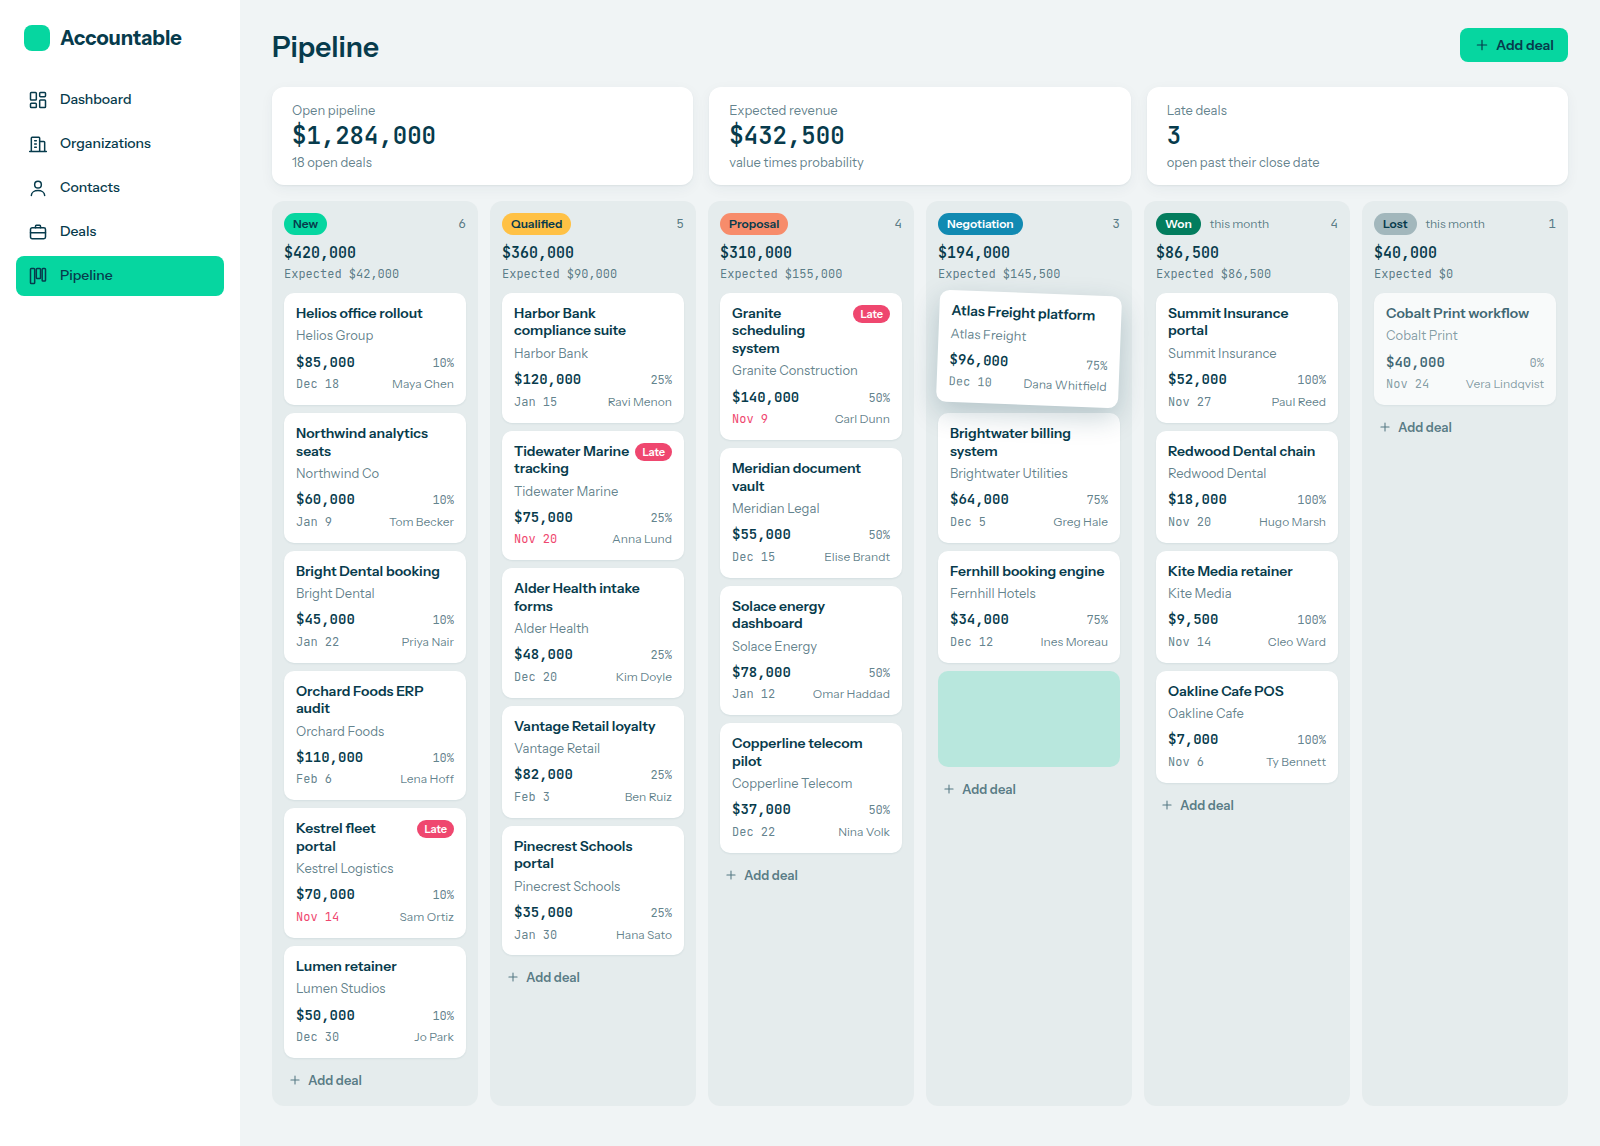 Accountable
Dashboard
Organizations
Contacts
Deals
Pipeline
Pipeline
+ Add deal
Open pipeline
$1,284,000
18 open deals
Expected revenue
$432,500
value times probability
Late deals
3
open past their close date
New 6
$420,000
Expected $42,000
Helios office rollout
Helios Group
$85,000 10%
Dec 18 Maya Chen
Northwind analytics
seats
Northwind Co
$60,000 10%
Jan 9 Tom Becker
Bright Dental booking
Bright Dental
$45,000 10%
Jan 22 Priya Nair
Orchard Foods ERP
audit
Orchard Foods
$110,000 10%
Feb 6 Lena Hoff
Kestrel fleet Late
portal
Kestrel Logistics
$70,000 10%
Nov 14 Sam Ortiz
Lumen retainer
Lumen Studios
$50,000 10%
Dec 30 Jo Park
+ Add deal
Qualified 5
$360,000
Expected $90,000
Harbor Bank
compliance suite
Harbor Bank
$120,000 25%
Jan 15 Ravi Menon
Tidewater Marine Late
tracking
Tidewater Marine
$75,000 25%
Nov 20 Anna Lund
Alder Health intake
forms
Alder Health
$48,000 25%
Dec 20 Kim Doyle
Vantage Retail loyalty
Vantage Retail
$82,000 25%
Feb 3 Ben Ruiz
Pinecrest Schools
portal
Pinecrest Schools
$35,000 25%
Jan 30 Hana Sato
+ Add deal
Proposal 4
$310,000
Expected $155,000
Granite Late
scheduling
system
Granite Construction
$140,000 50%
Nov 9 Carl Dunn
Meridian document
vault
Meridian Legal
$55,000 50%
Dec 15 Elise Brandt
Solace energy
dashboard
Solace Energy
$78,000 50%
Jan 12 Omar Haddad
Copperline telecom
pilot
Copperline Telecom
$37,000 50%
Dec 22 Nina Volk
+ Add deal
Negotiation 3
$194,000
Expected $145,500
Atlas Freight platform
Atlas Freight
$96,000 75%
Dec 10 Dana Whitfield
Brightwater billing
system
Brightwater Utilities
$64,000 75%
Dec 5 Greg Hale
Fernhill booking engine
Fernhill Hotels
$34,000 75%
Dec 12 Ines Moreau
+ Add deal
Won this month 4
$86,500
Expected $86,500
Summit Insurance
portal
Summit Insurance
$52,000 100%
Nov 27 Paul Reed
Redwood Dental chain
Redwood Dental
$18,000 100%
Nov 20 Hugo Marsh
Kite Media retainer
Kite Media
$9,500 100%
Nov 14 Cleo Ward
Oakline Cafe POS
Oakline Cafe
$7,000 100%
Nov 6 Ty Bennett
+ Add deal
Lost this month 1
$40,000
Expected $0
Cobalt Print workflow
Cobalt Print
$40,000 0%
Nov 24 Vera Lindqvist
+ Add deal